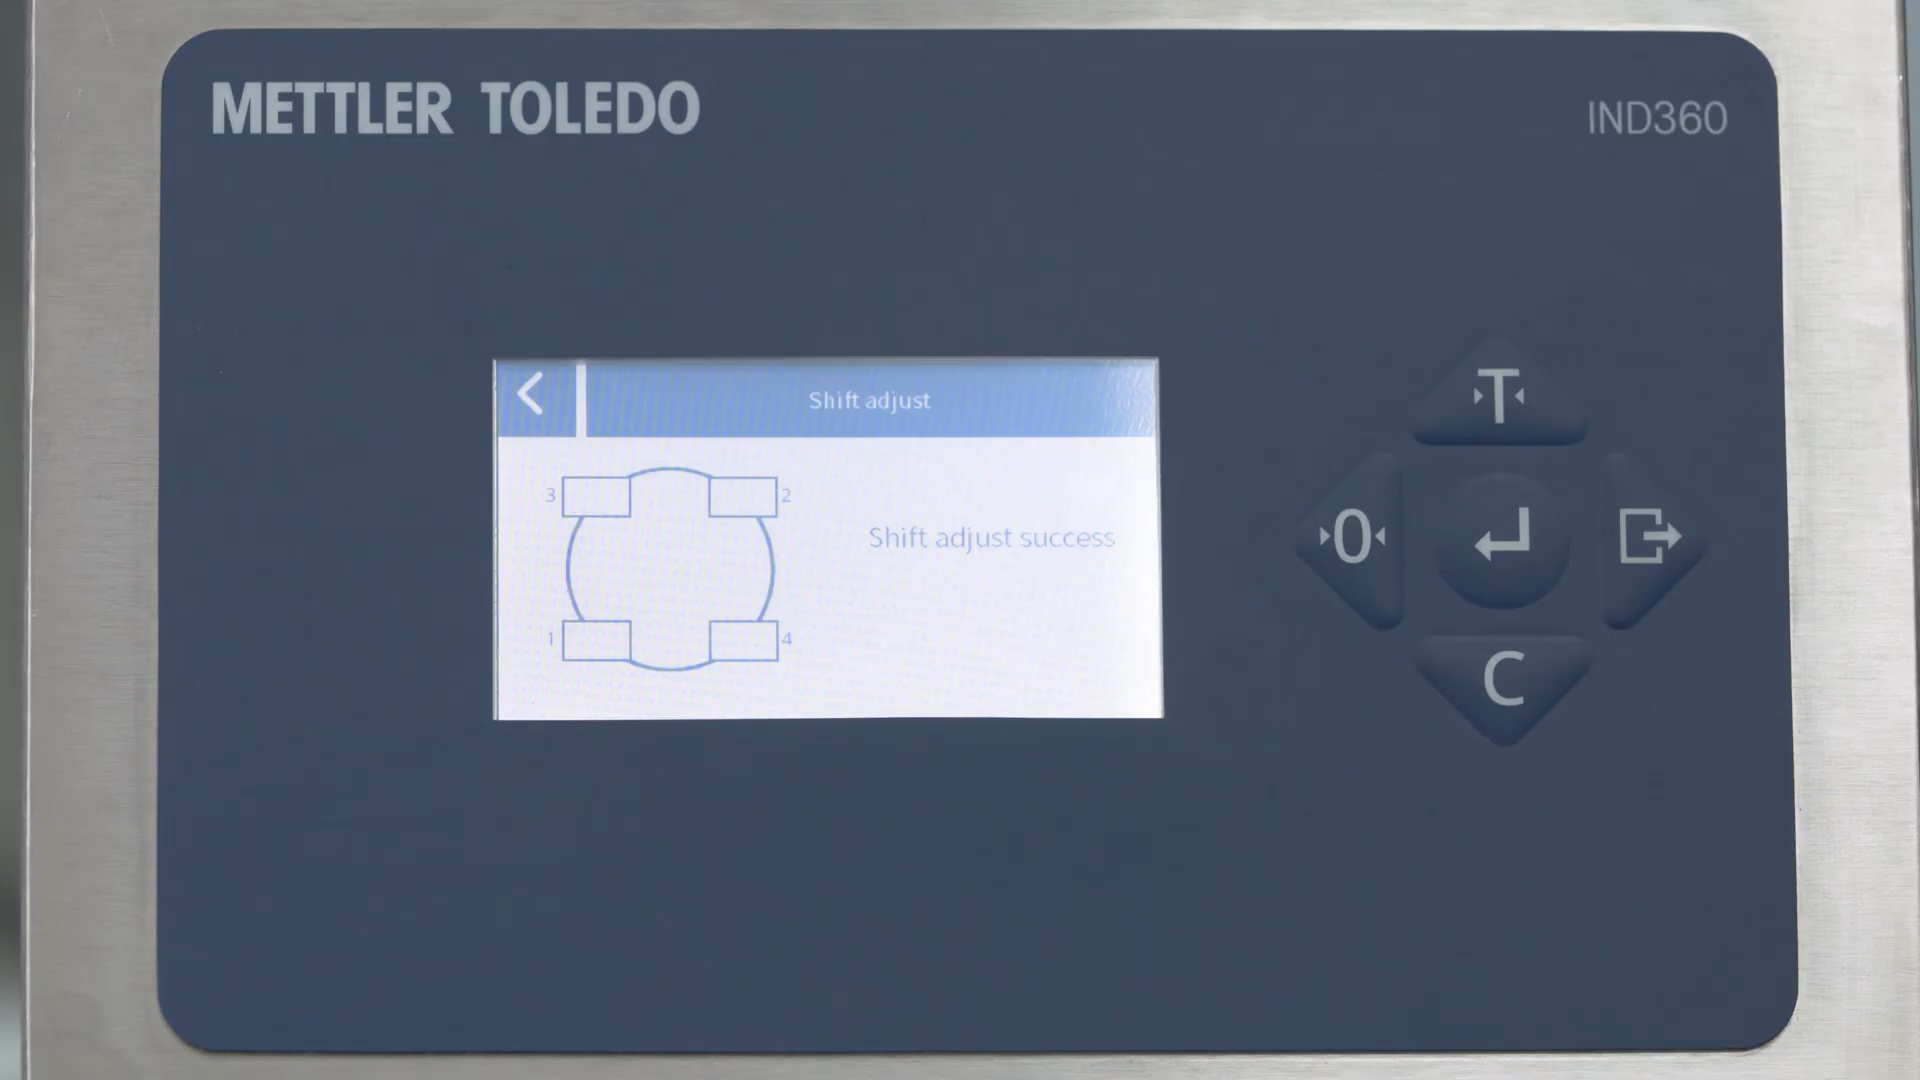 METTLER TOLEDO
IND360
Shift adjust
3
2
Shift adjust success
1
4
T
0
C